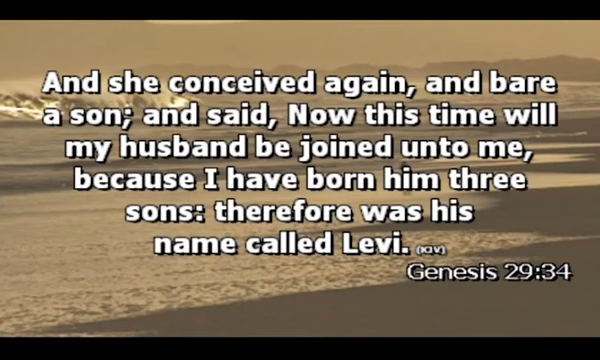 And she conceived again, and bare
a son; and said, Now this time will
my husband be joined unto me,
because I have born him three
sons: therefore was his
name called Levi. (KJV)
Genesis 29:34